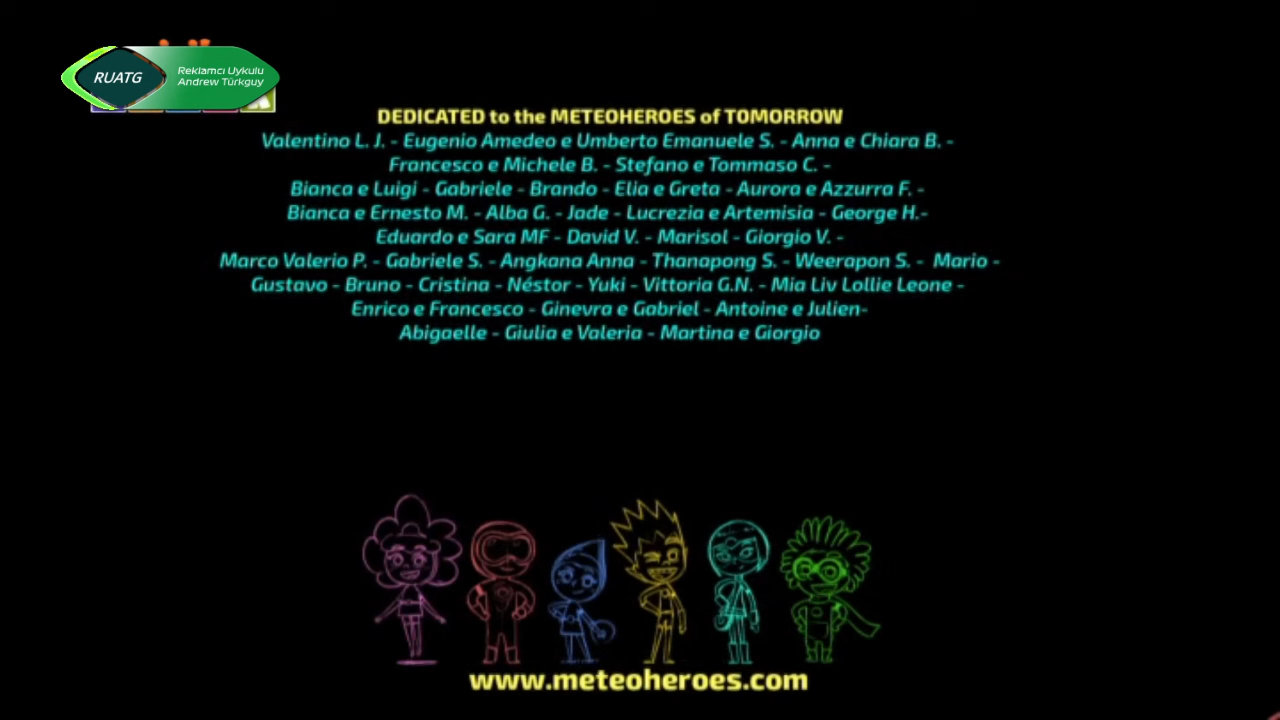 RUATG
Reklamcı Uykulu
Andrew Türkguy
DEDICATED to the METEOHEROES of TOMORROW
Valentino L. J. - Eugenio Amedeo e Umberto Emanuele S. - Anna e Chiara B. -
Francesco e Michele B. - Stefano e Tommaso C. -
Bianca e Luigi - Gabriele - Brando - Elia e Greta - Aurora e Azzurra F. -
Bianca e Ernesto M. - Alba G. - Jade - Lucrezia e Artemisia - George H.-
Eduardo e Sara MF - David V. - Marisol - Giorgio V. -
Marco Valerio P. - Gabriele S. - Angkana Anna - Thanapong S. - Weerapon S. - Mario -
Gustavo - Bruno - Cristina - Néstor - Yuki - Vittoria G.N. - Mia Liv Lollie Leone -
Enrico e Francesco - Ginevra e Gabriel - Antoine e Julien-
Abigaelle - Giulia e Valeria - Martina e Giorgio
www.meteoheroes.com